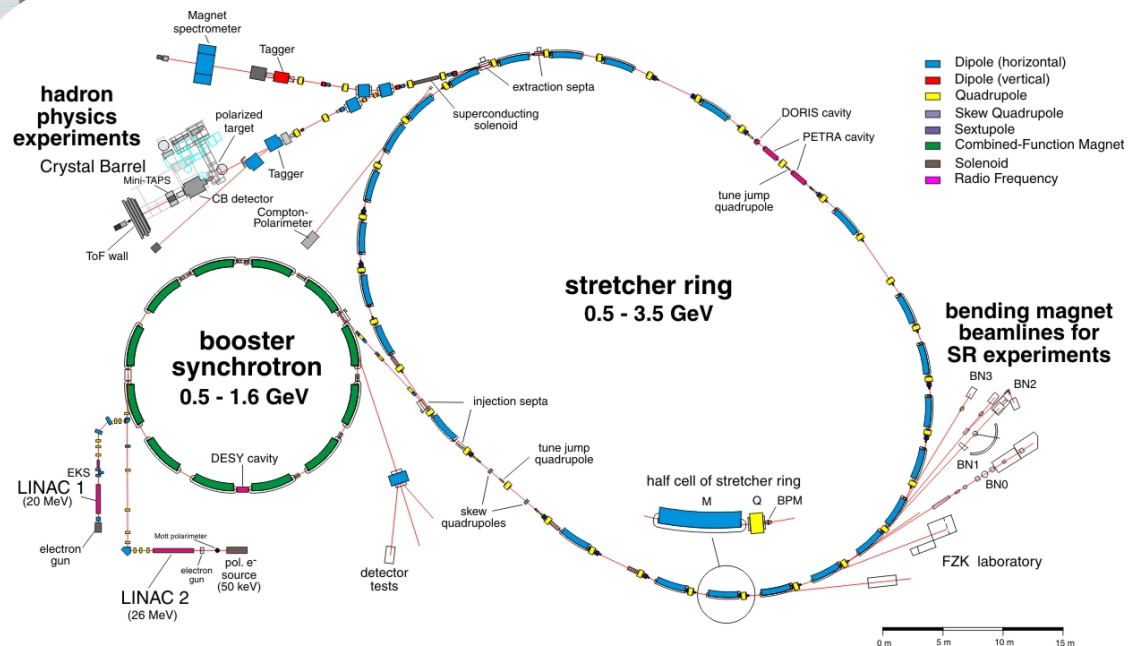 Magnet
spectrometer
Tagger
hadron
physics
experiments
Crystal Barrel
polarized
target
Mini-TAPS
CB detector
ToF wall
Tagger
Compton-
Polarimeter
superconducting
solenoid
extraction septa
DORIS cavity
PETRA cavity
tune jump
quadrupole
Dipole (horizontal)
Dipole (vertical)
Quadrupole
Skew Quadrupole
Sextupole
Combined-Function Magnet
Solenoid
Radio Frequency
stretcher ring
0.5 - 3.5 GeV
booster
synchrotron
0.5 - 1.6 GeV
DESY cavity
bending magnet
beamlines for
SR experiments
BN3
BN2
BN1
BN0
FZK laboratory
injection septa
tune jump
quadrupole
skew
quadrupoles
half cell of stretcher ring
M
Q
BPM
detector
tests
EKS
LINAC 1
(20 MeV)
electron
gun
Mott polarimeter
electron
gun
pol. e-
source
(50 keV)
LINAC 2
(26 MeV)
0 m
5 m
10 m
15 m